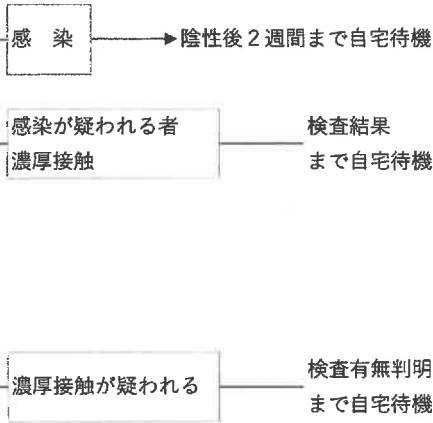 感　染
陰性後２週間まで自宅待機
感染が疑われる者
濃厚接触
検査結果
まで自宅待機
濃厚接触が疑われる
検査有無判明
まで自宅待機